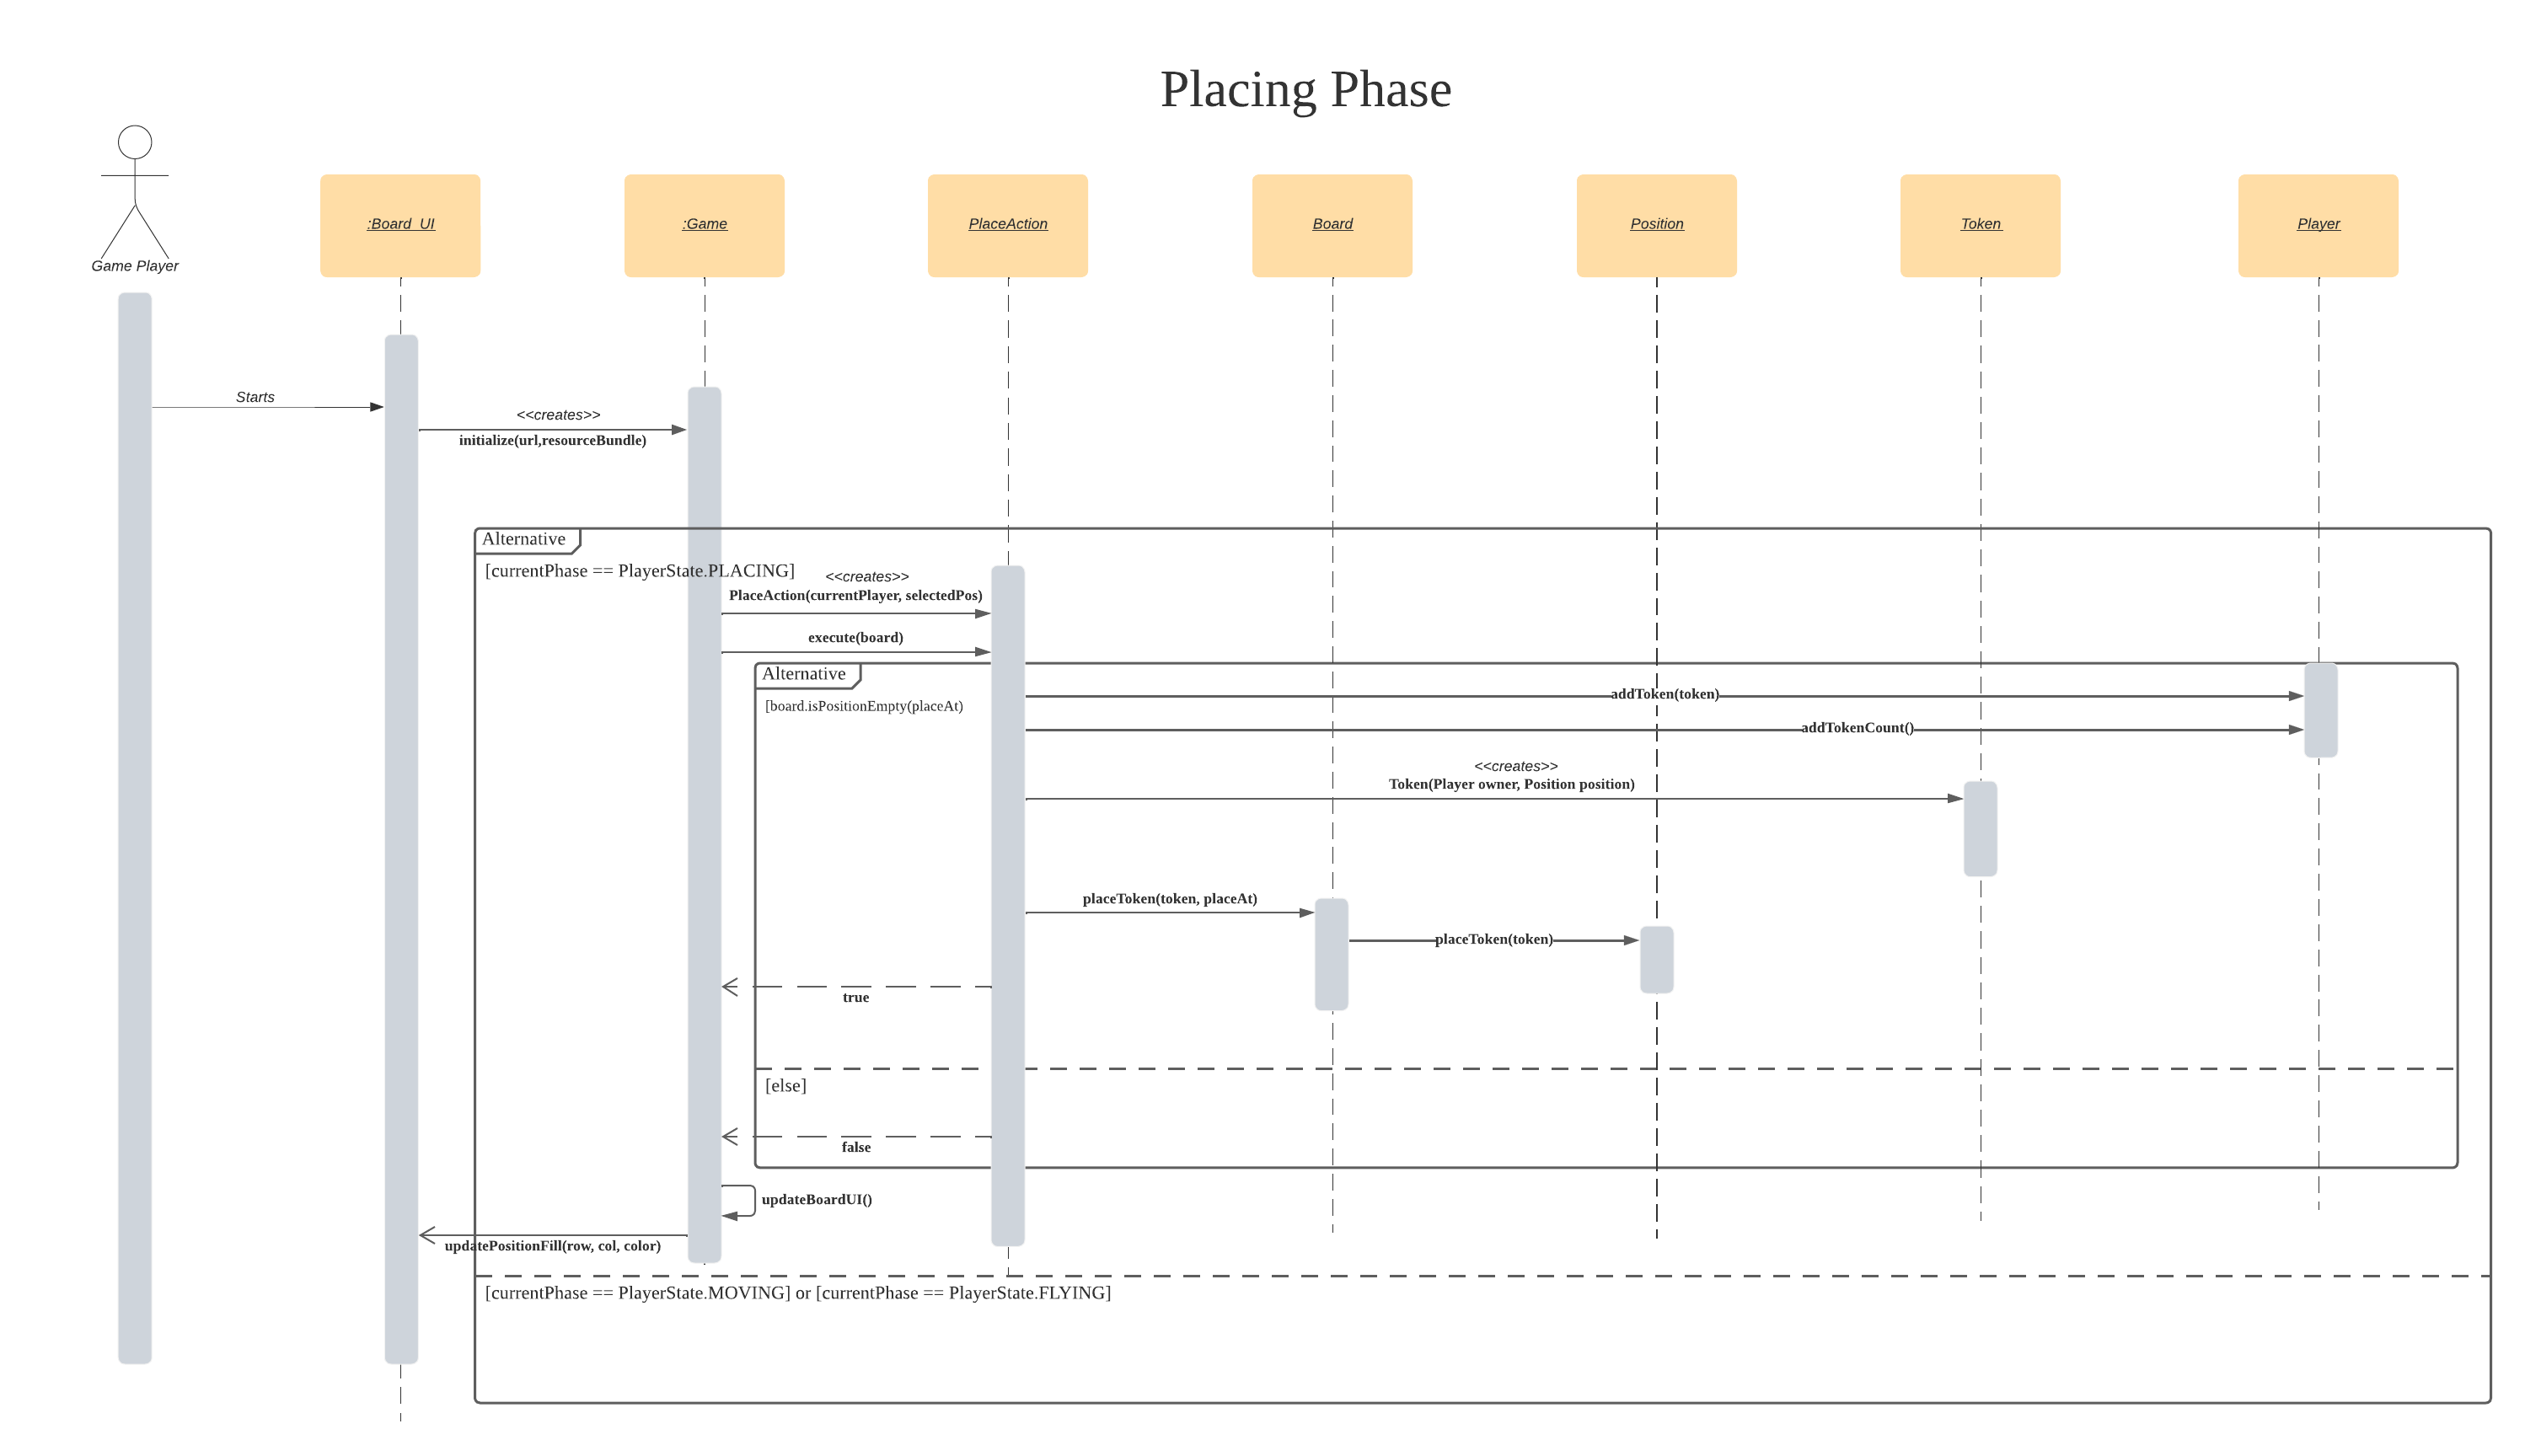 Placing Phase
Game Player
:Board_UI
:Game
PlaceAction
Board
Position
Token
Player
Starts
<<creates>>
initialize(url,resourceBundle)
Alternative
[currentPhase == PlayerState.PLACING]
<<creates>>
PlaceAction(currentPlayer, selectedPos)
execute(board)
Alternative
[board.isPositionEmpty(placeAt)
addToken(token)
addTokenCount()
<<creates>>
Token(Player owner, Position position)
placeToken(token, placeAt)
placeToken(token)
true
[else]
false
updateBoardUI()
updatePositionFill(row, col, color)
[currentPhase == PlayerState.MOVING] or [currentPhase == PlayerState.FLYING]